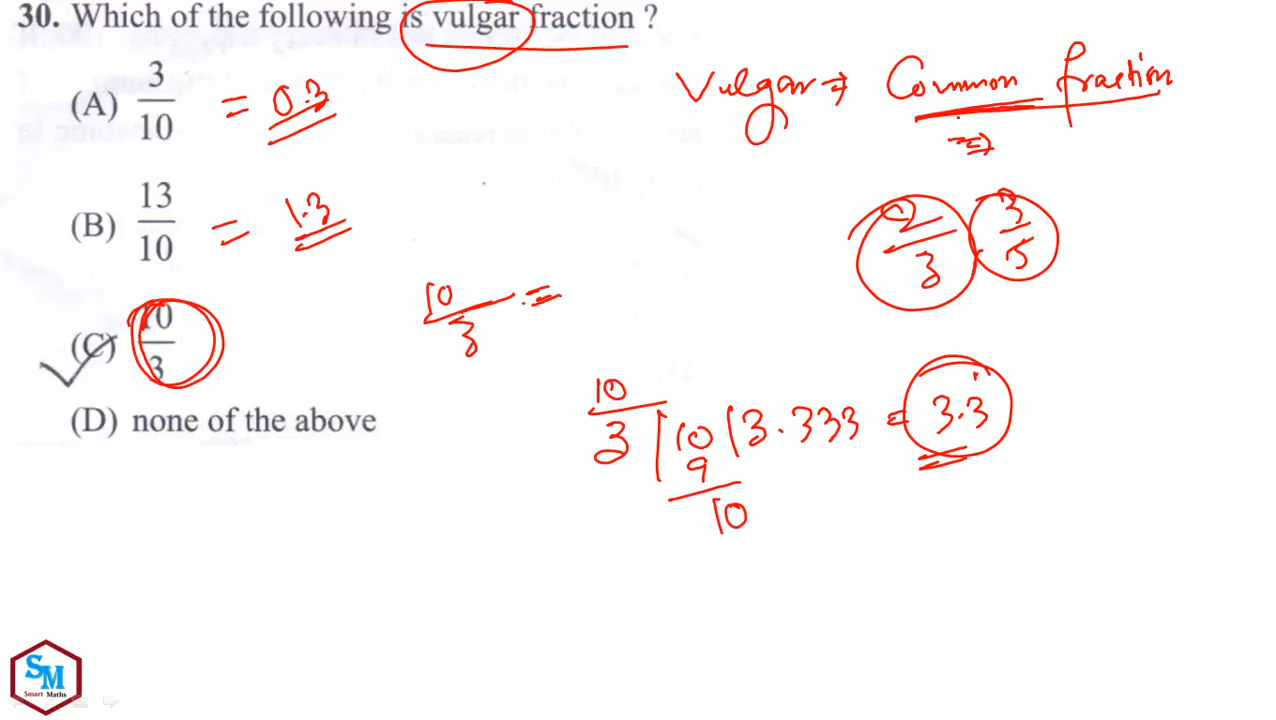 30. Which of the following is vulgar fraction ?
(A) 3/10 = 0.3
Vulgar ⇒ Common fraction
⇒
(B) 13/10 = 1.3
2/3 3/5
(C) 10/3
10/3 =
10/3 | 10 | 3.333 = 3.3̇
9
10
(D) none of the above
SM
Smart Maths